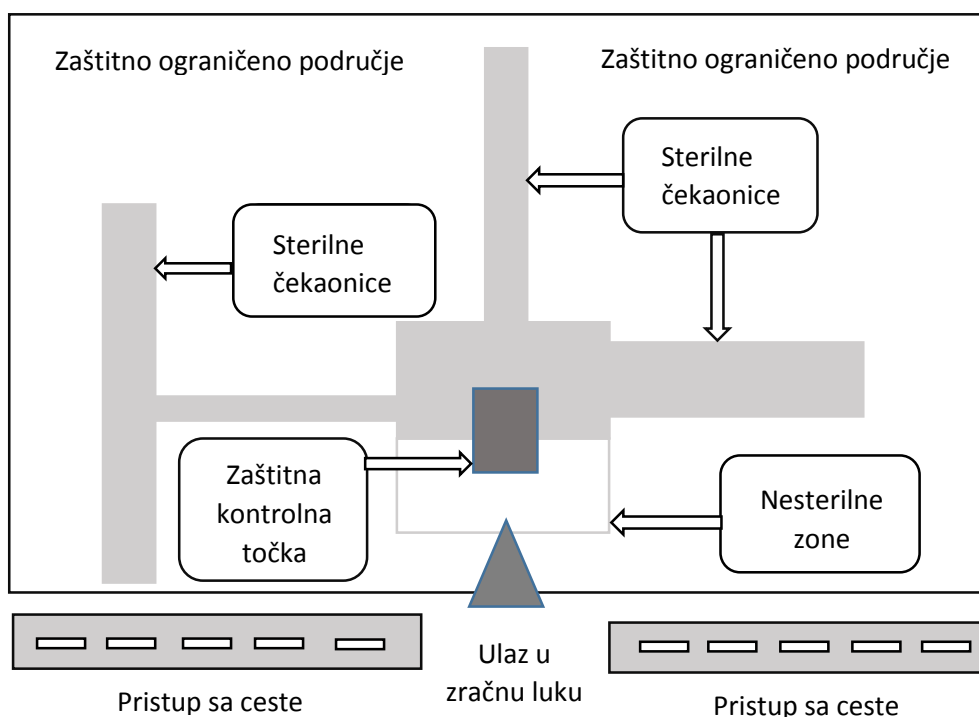 Zaštitno ograničeno područje
Zaštitno ograničeno područje
Sterilne
čekaonice
Sterilne
čekaonice
Zaštitna
kontrolna
točka
Nesterilne
zone
Ulaz u
zračnu luku
Pristup sa ceste
Pristup sa ceste